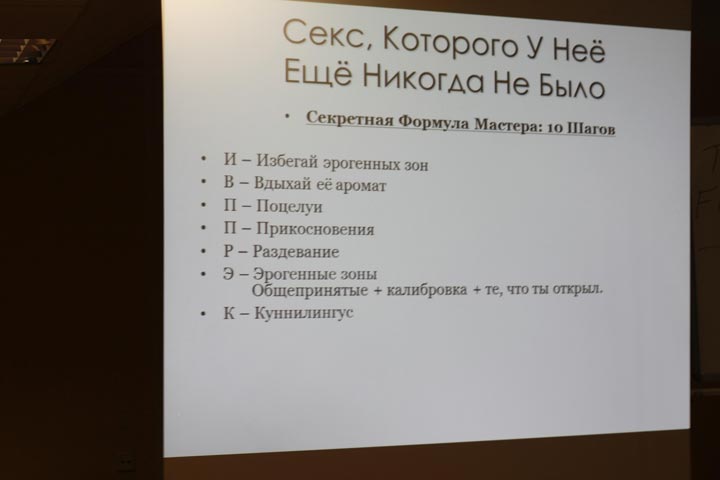 Секс, Которого У Неё
Ещё Никогда Не Было
• Секретная Формула Мастера: 10 Шагов
• И – Избегай эрогенных зон
• В – Вдыхай её аромат
• П – Поцелуи
• П – Прикосновения
• Р – Раздевание
• Э – Эрогенные зоны
Общепринятые + калибровка + те, что ты открыл.
• К – Куннилингус